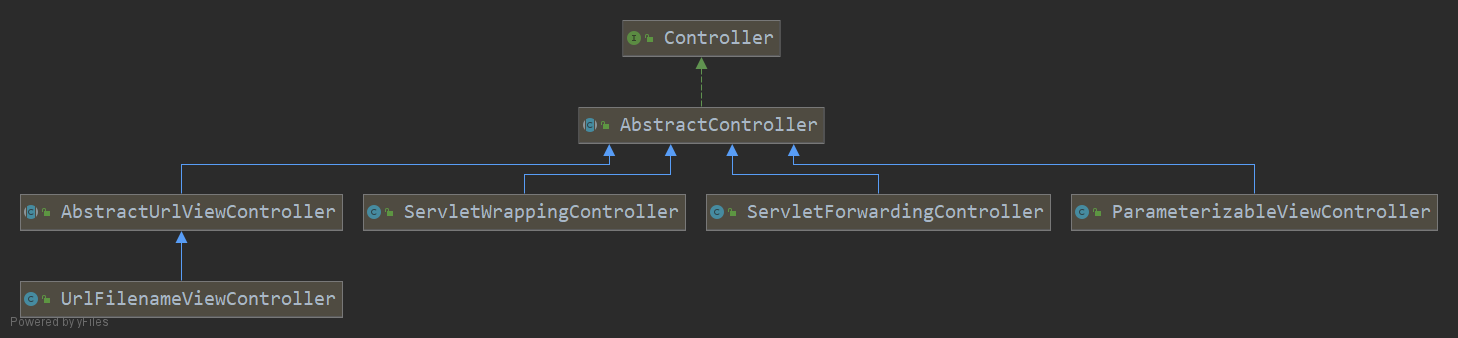 Controller
AbstractController
AbstractUrlViewController
ServletWrappingController
ServletForwardingController
ParameterizableViewController
UrlFilenameViewController
Powered by yFiles